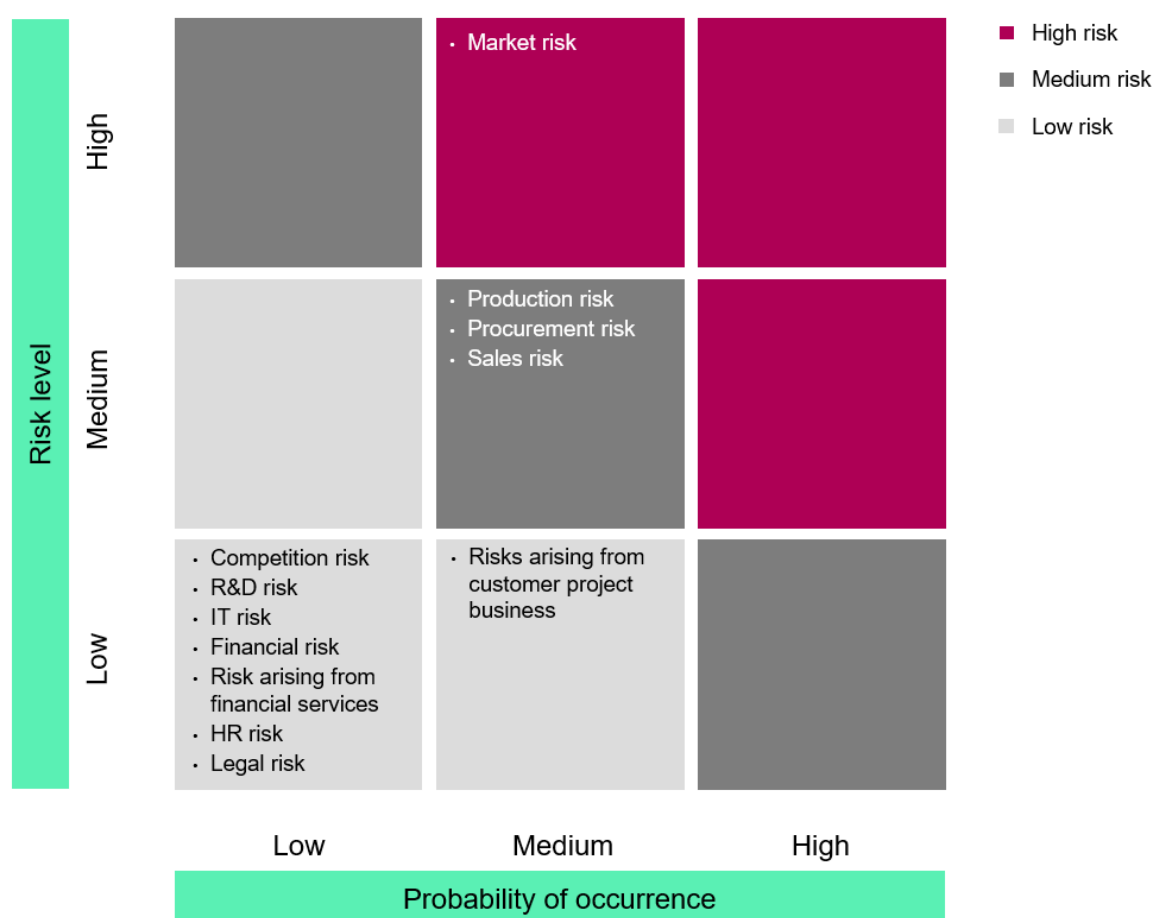 · Market risk
High risk
Medium risk
Low risk
High
· Production risk
· Procurement risk
· Sales risk
Risk level
Medium
· Competition risk
· R&D risk
· IT risk
· Financial risk
· Risk arising from
financial services
· HR risk
· Legal risk
· Risks arising from
customer project
business
Low
Low
Medium
High
Probability of occurrence